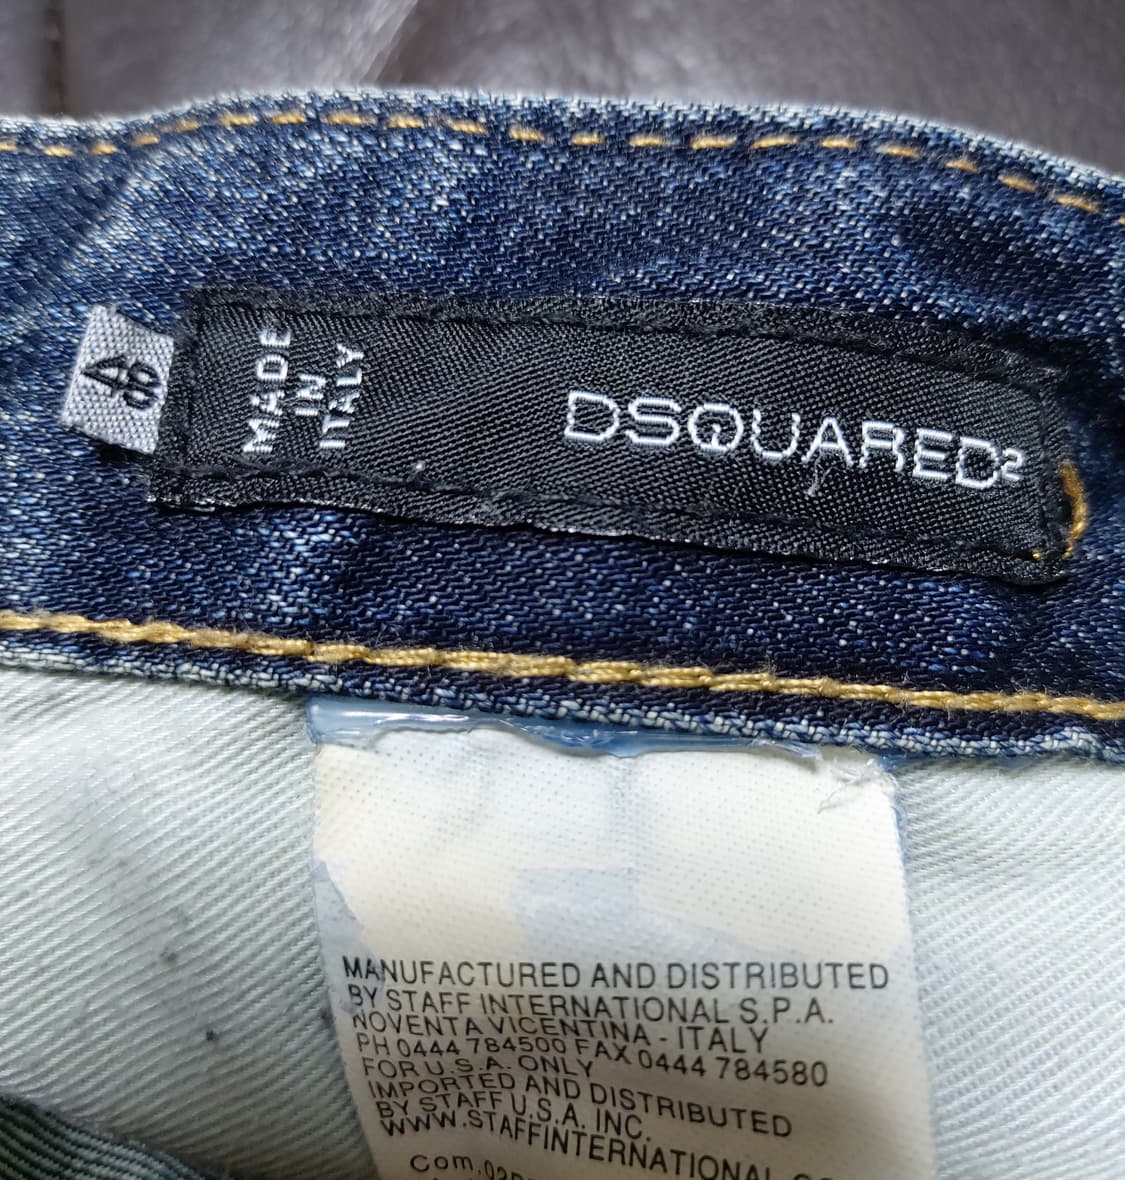 48
MADE
IN
ITALY
DSQUARED2
MANUFACTURED AND DISTRIBUTED
BY STAFF INTERNATIONAL S.P.A.
NOVENTA VICENTINA - ITALY
PH 0444 784500 FAX 0444 784580
FOR U.S.A. ONLY
IMPORTED AND DISTRIBUTED
BY STAFF U.S.A. INC.
WWW.STAFFINTERNATIONAL